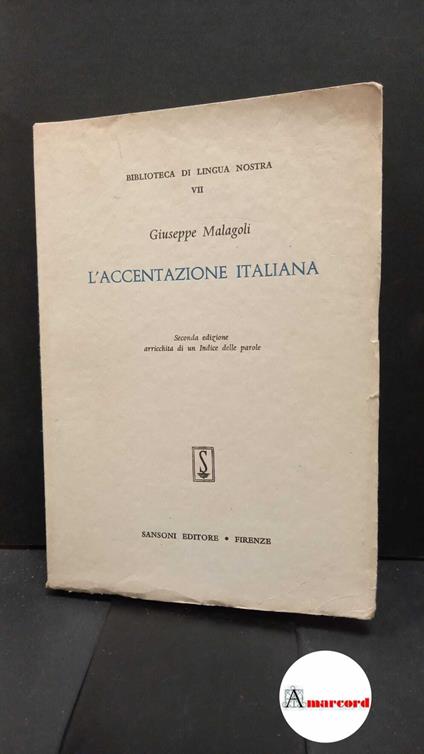 BIBLIOTECA DI LINGUA NOSTRA
VII
Giuseppe Malagoli
L'ACCENTAZIONE ITALIANA
Seconda edizione
arricchita di un Indice delle parole
S
SANSONI EDITORE • FIRENZE
Amarcord